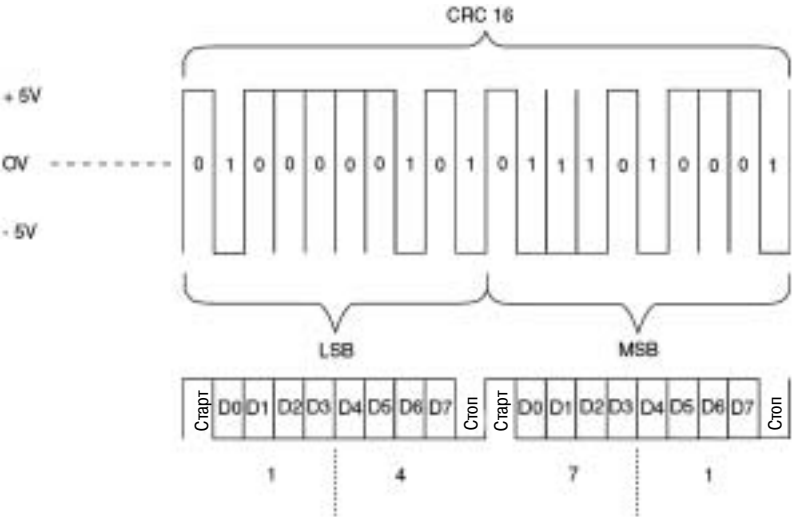 CRC 16
+ 5V
0V
0 1 0 0 0 0 0 1 0 1 0 1 1 1 0 1 0 0 0 1
- 5V
LSB MSB
Старт D0 D1 D2 D3 D4 D5 D6 D7 Стоп Старт D0 D1 D2 D3 D4 D5 D6 D7 Стоп
1 4 7 1